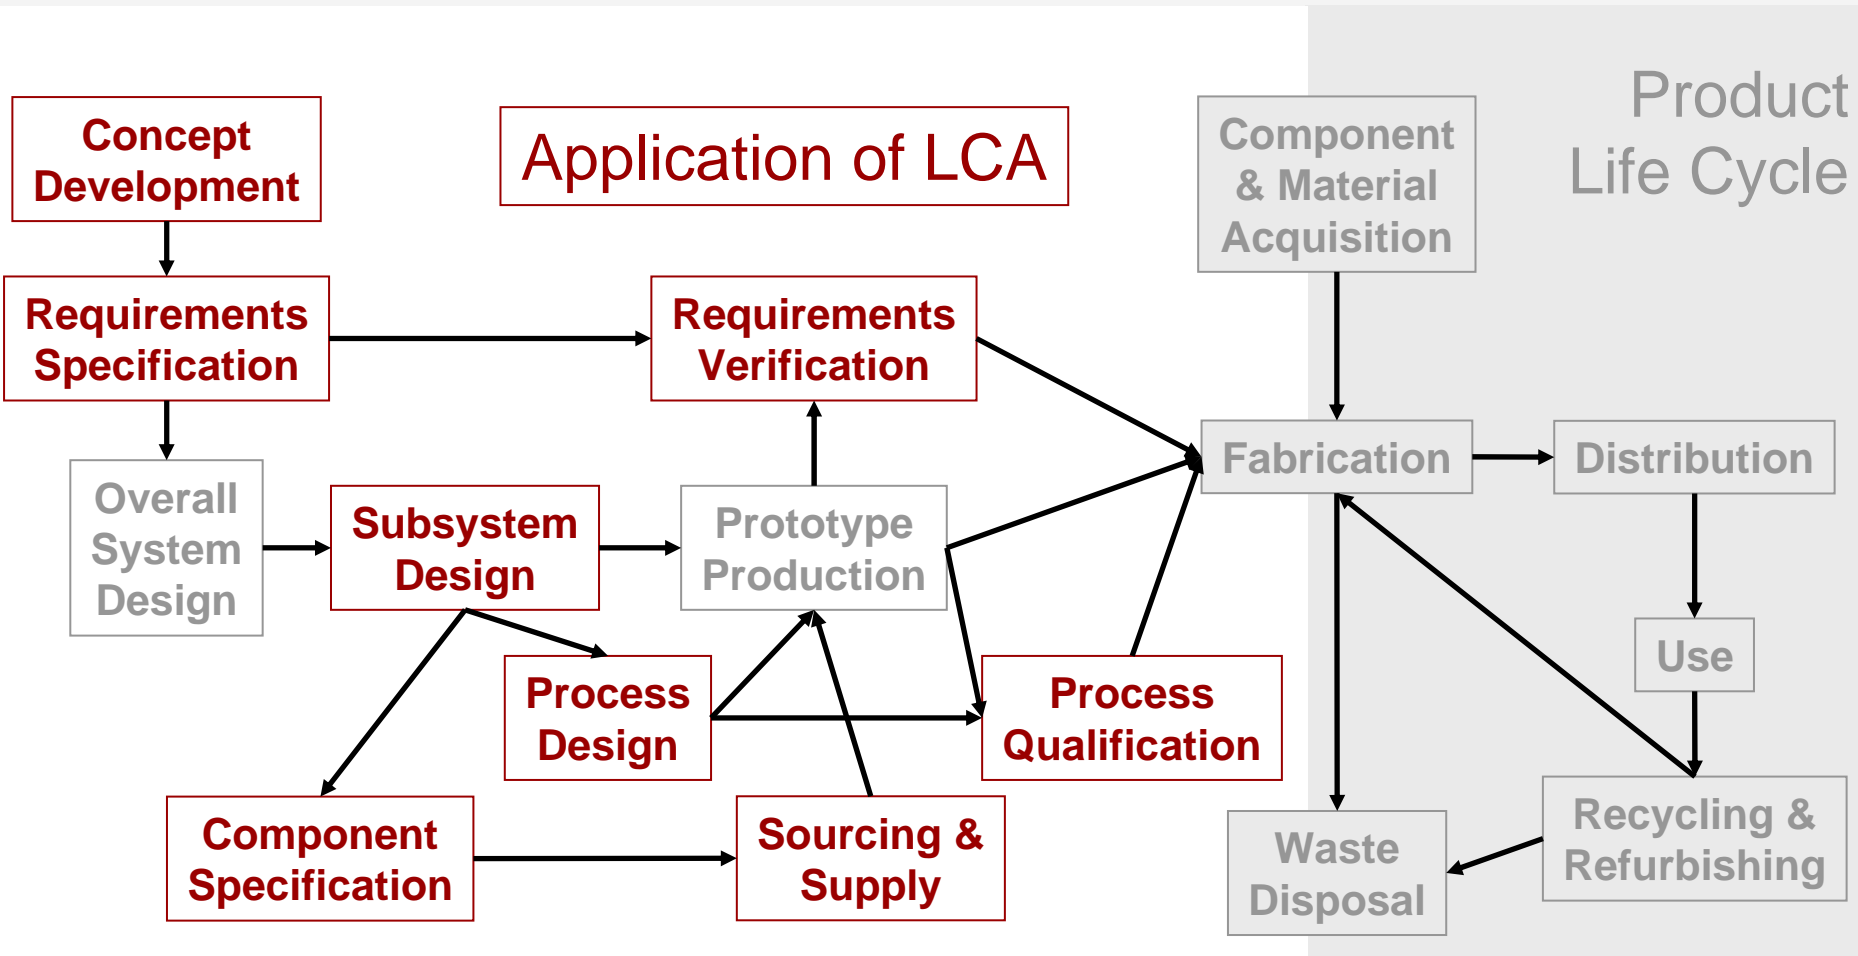 Concept
Development
Application of LCA
Component
& Material
Acquisition
Product
Life Cycle
Requirements
Specification
Requirements
Verification
Overall
System
Design
Subsystem
Design
Prototype
Production
Fabrication
Distribution
Use
Process
Design
Process
Qualification
Component
Specification
Sourcing &
Supply
Waste
Disposal
Recycling &
Refurbishing